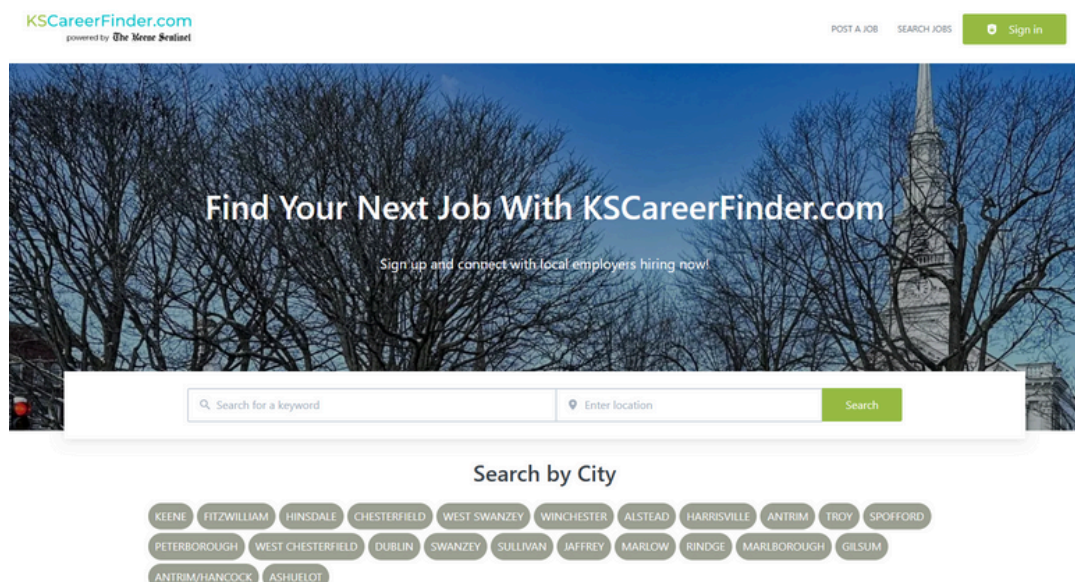 KSCareerFinder.com
powered by The Keene Sentinel
POST A JOB SEARCH JOBS Sign in
Find Your Next Job With KSCareerFinder.com
Sign up and connect with local employers hiring now!
Search for a keyword Enter location Search
Search by City
KEENE FITZWILLIAM HINSDALE CHESTERFIELD WEST SWANZEY WINCHESTER ALSTEAD HARRISVILLE ANTRIM TROY SPOFFORD
PETERBOROUGH WEST CHESTERFIELD DUBLIN SWANZEY SULLIVAN JAFFREY MARLOW RINDGE MARLBOROUGH GILSUM
ANTRIM/HANCOCK ASHUELOT